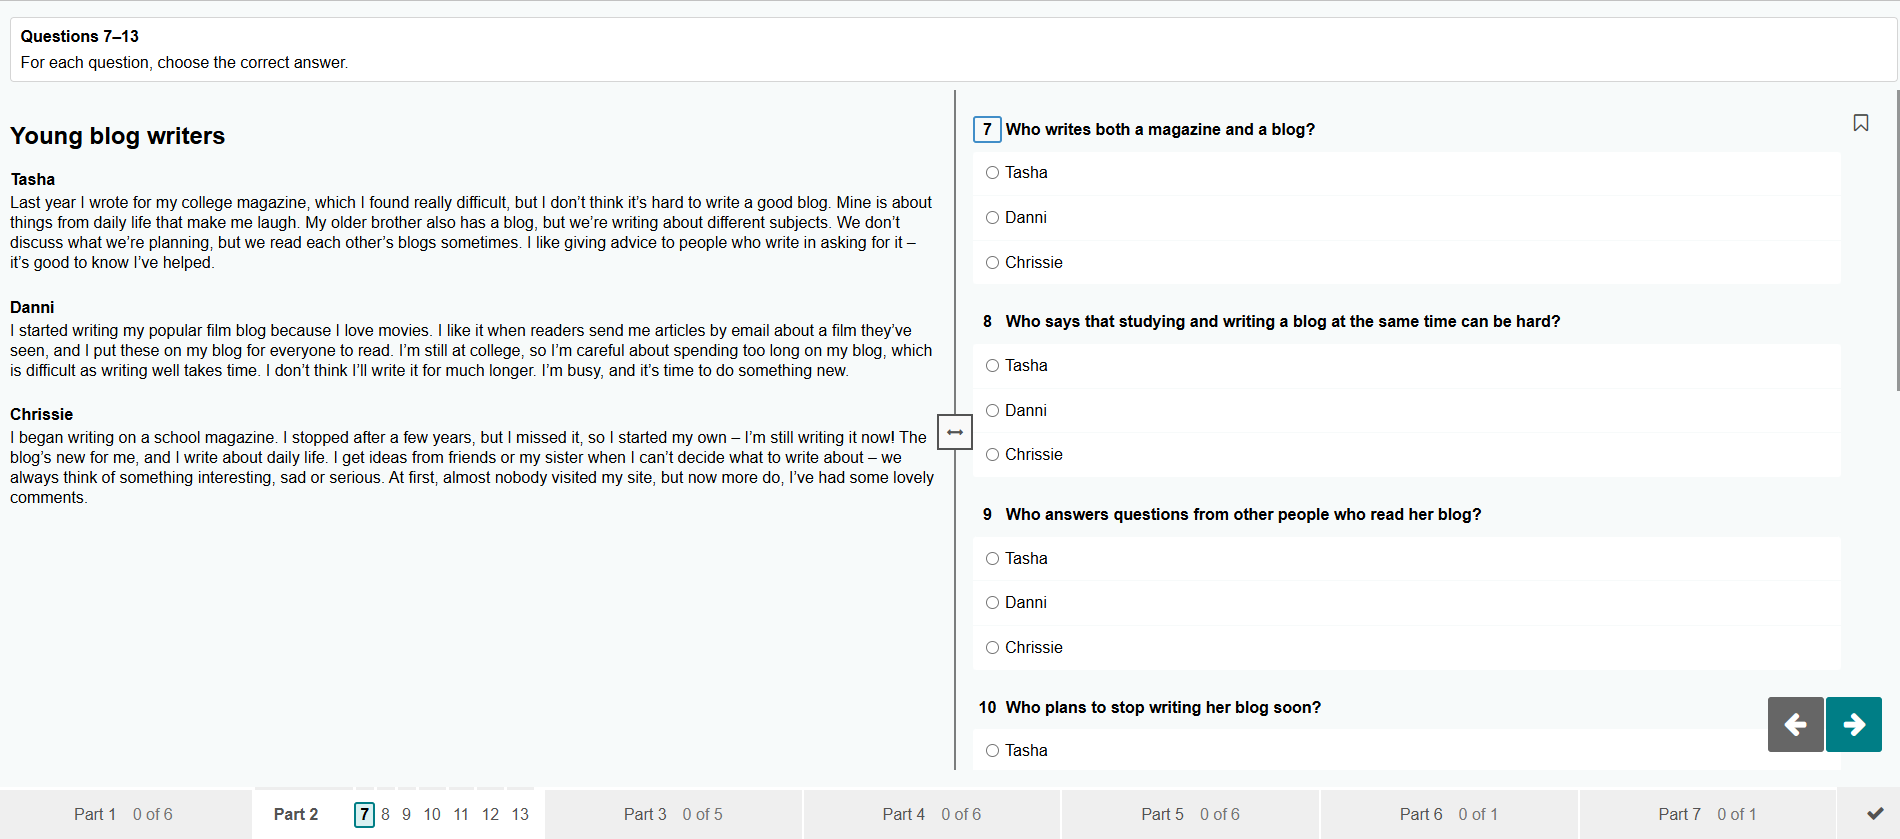 Questions 7–13
For each question, choose the correct answer.
Young blog writers
Tasha
Last year I wrote for my college magazine, which I found really difficult, but I don’t think it’s hard to write a good blog. Mine is about
things from daily life that make me laugh. My older brother also has a blog, but we’re writing about different subjects. We don’t
discuss what we’re planning, but we read each other’s blogs sometimes. I like giving advice to people who write in asking for it –
it’s good to know I’ve helped.
Danni
I started writing my popular film blog because I love movies. I like it when readers send me articles by email about a film they’ve
seen, and I put these on my blog for everyone to read. I’m still at college, so I’m careful about spending too long on my blog, which
is difficult as writing well takes time. I don’t think I’ll write it for much longer. I’m busy, and it’s time to do something new.
Chrissie
I began writing on a school magazine. I stopped after a few years, but I missed it, so I started my own – I’m still writing it now! The
blog’s new for me, and I write about daily life. I get ideas from friends or my sister when I can’t decide what to write about – we
always think of something interesting, sad or serious. At first, almost nobody visited my site, but now more do, I’ve had some lovely
comments.
7 Who writes both a magazine and a blog?
Tasha
Danni
Chrissie
8 Who says that studying and writing a blog at the same time can be hard?
Tasha
Danni
Chrissie
9 Who answers questions from other people who read her blog?
Tasha
Danni
Chrissie
10 Who plans to stop writing her blog soon?
Tasha
Part 1 0 of 6 Part 2 7 8 9 10 11 12 13 Part 3 0 of 5 Part 4 0 of 6 Part 5 0 of 6 Part 6 0 of 1 Part 7 0 of 1